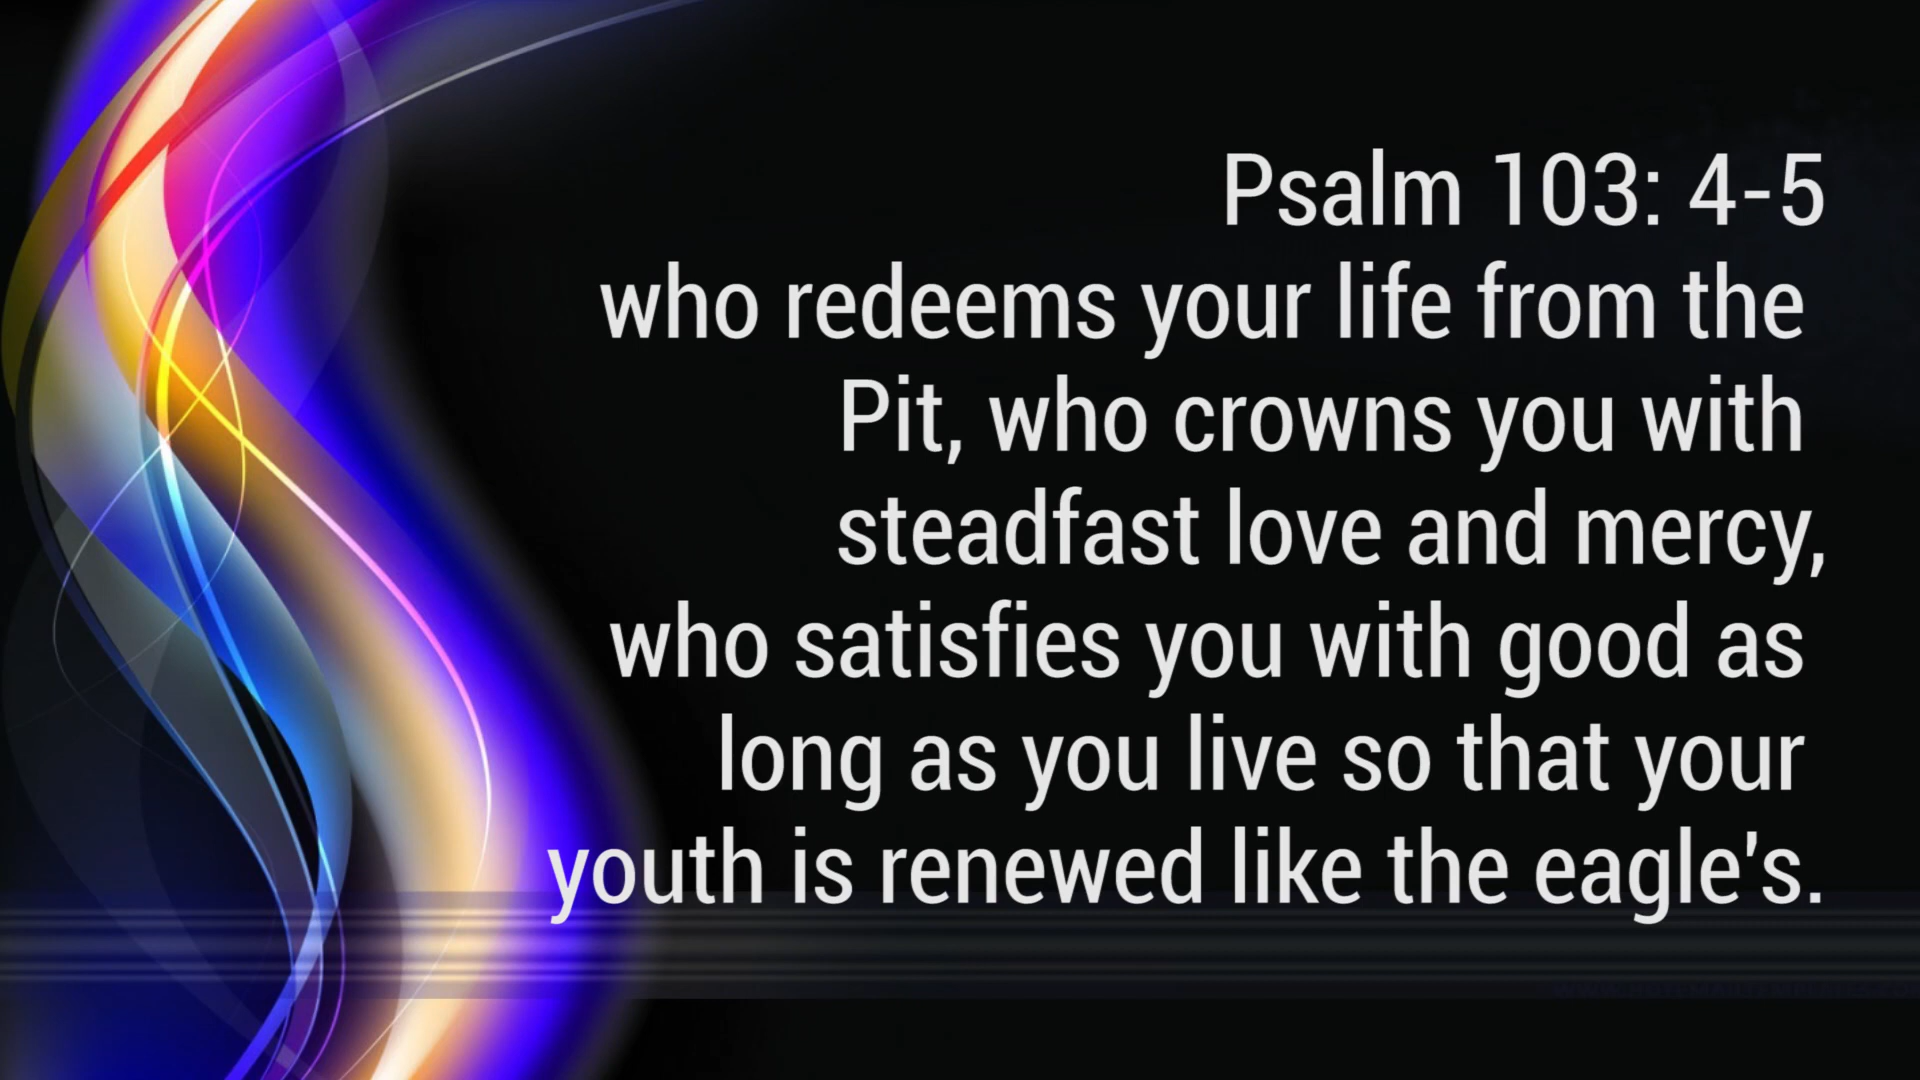 Psalm 103: 4-5
who redeems your life from the
Pit, who crowns you with
steadfast love and mercy,
who satisfies you with good as
long as you live so that your
youth is renewed like the eagle's.